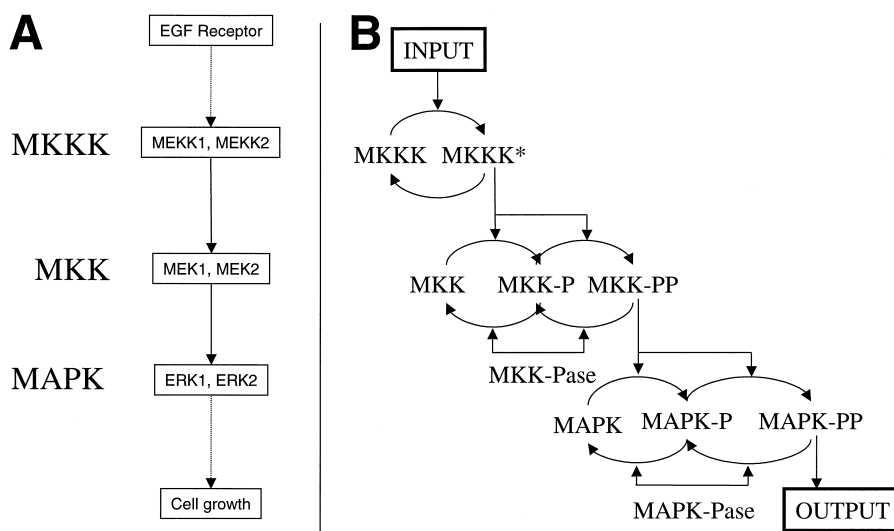 A
EGF Receptor
MKKK
MEKK1, MEKK2
MKK
MEK1, MEK2
MAPK
ERK1, ERK2
Cell growth
B
INPUT
MKKK MKKK*
MKK MKK-P MKK-PP
MKK-Pase
MAPK MAPK-P MAPK-PP
MAPK-Pase
OUTPUT